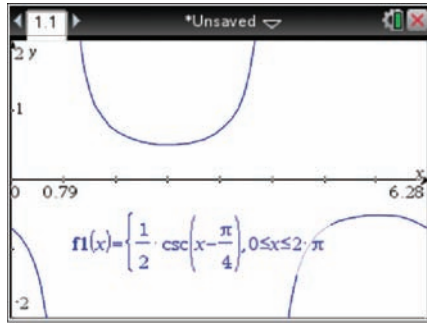 1.1 *Unsaved
2 y
1
x
0 0.79 6.28
f1(x)={1/2 · csc(x-π/4), 0≤x≤2·π
-2